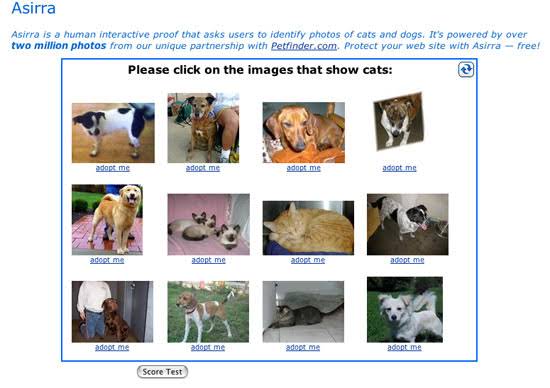 Asirra
Asirra is a human interactive proof that asks users to identify photos of cats and dogs. It's powered by over
two million photos from our unique partnership with Petfinder.com. Protect your web site with Asirra — free!
Please click on the images that show cats:
adopt me
adopt me
adopt me
adopt me
adopt me
adopt me
adopt me
adopt me
adopt me
adopt me
adopt me
adopt me
Score Test